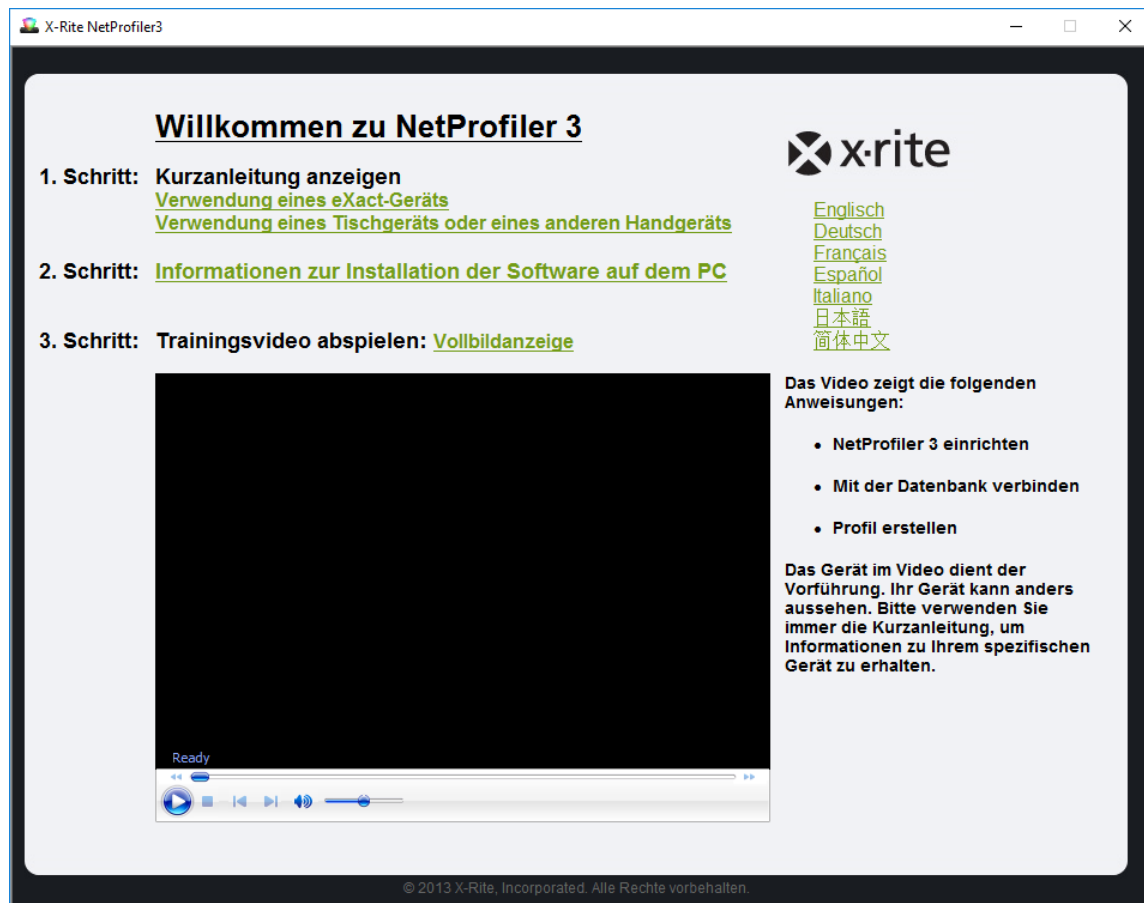 X-Rite NetProfiler3
Willkommen zu NetProfiler 3
x·rite
1. Schritt: Kurzanleitung anzeigen
Verwendung eines eXact-Geräts
Verwendung eines Tischgeräts oder eines anderen Handgeräts
2. Schritt: Informationen zur Installation der Software auf dem PC
3. Schritt: Trainingsvideo abspielen: Vollbildanzeige
Englisch
Deutsch
Français
Español
Italiano
日本語
简体中文
Ready
Das Video zeigt die folgenden
Anweisungen:
• NetProfiler 3 einrichten
• Mit der Datenbank verbinden
• Profil erstellen
Das Gerät im Video dient der
Vorführung. Ihr Gerät kann anders
aussehen. Bitte verwenden Sie
immer die Kurzanleitung, um
Informationen zu Ihrem spezifischen
Gerät zu erhalten.
© 2013 X-Rite, Incorporated. Alle Rechte vorbehalten.